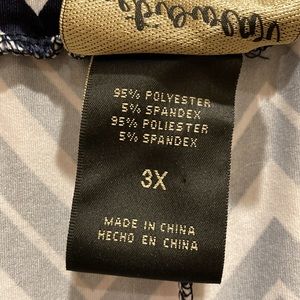 95% POLYESTER
5% SPANDEX
95% POLIESTER
5% SPANDEX
3X
MADE IN CHINA
HECHO EN CHINA